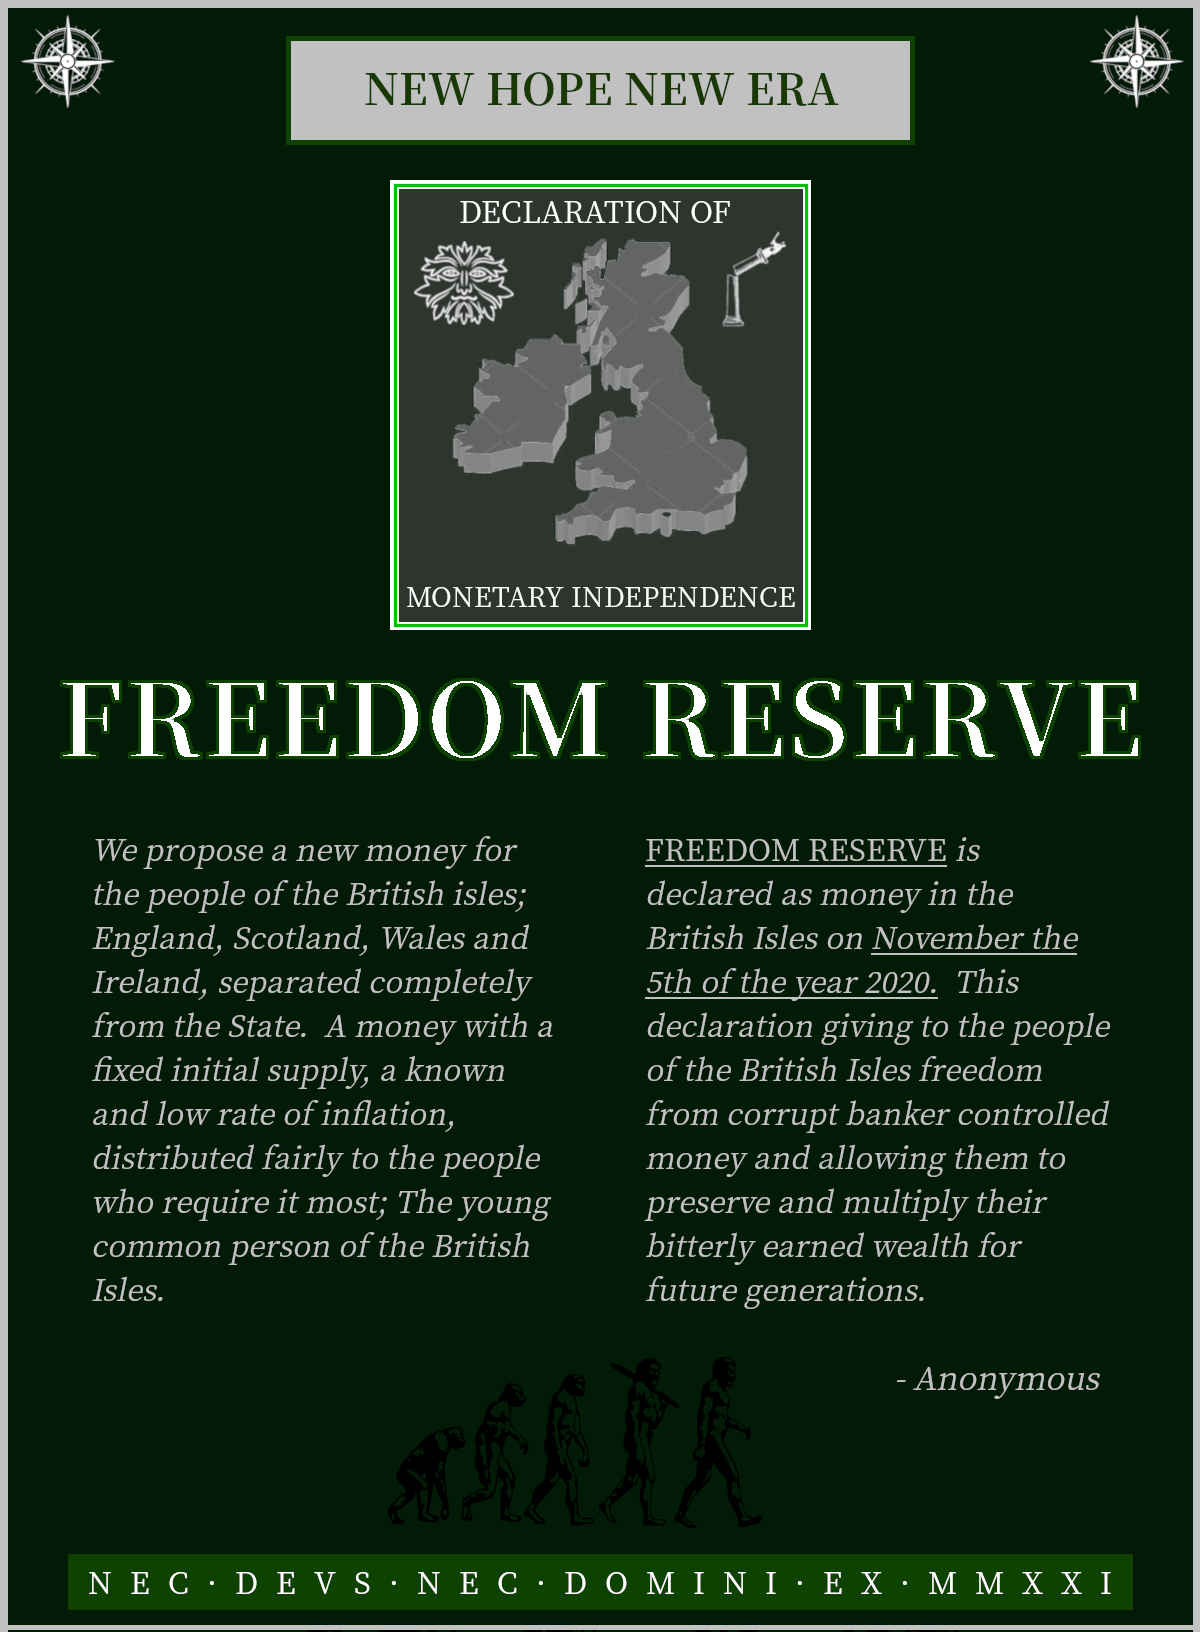 NEW HOPE NEW ERA
DECLARATION OF
MONETARY INDEPENDENCE
FREEDOM RESERVE
We propose a new money for
the people of the British isles;
England, Scotland, Wales and
Ireland, separated completely
from the State.  A money with a
fixed initial supply, a known
and low rate of inflation,
distributed fairly to the people
who require it most; The young
common person of the British
Isles.
FREEDOM RESERVE is
declared as money in the
British Isles on November the
5th of the year 2020.  This
declaration giving to the people
of the British Isles freedom
from corrupt banker controlled
money and allowing them to
preserve and multiply their
bitterly earned wealth for
future generations.
- Anonymous
NEC·DEVS·NEC·DOMINI·EX·MMXXI